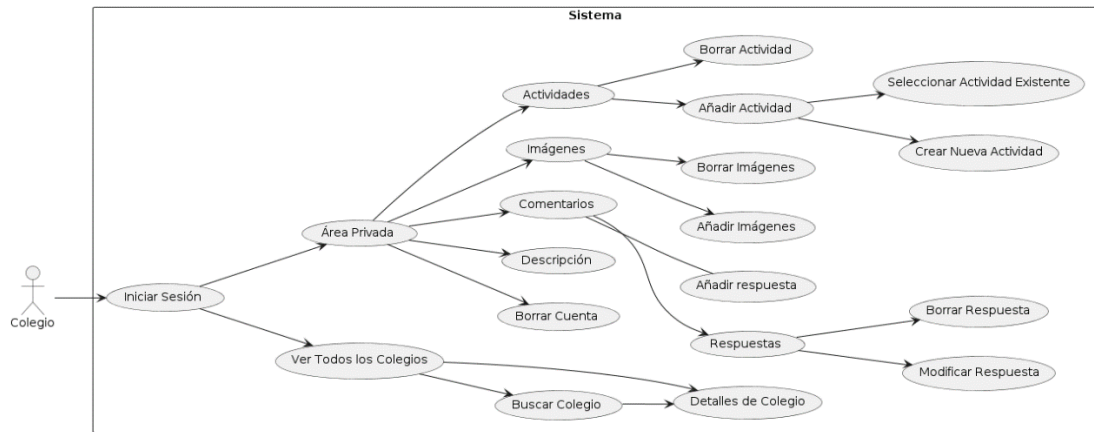 Sistema
Borrar Actividad
Seleccionar Actividad Existente
Actividades
Añadir Actividad
Crear Nueva Actividad
Imágenes
Borrar Imágenes
Comentarios
Añadir Imágenes
Área Privada
Descripción
Añadir respuesta
Iniciar Sesión
Colegio
Borrar Cuenta
Borrar Respuesta
Respuestas
Ver Todos los Colegios
Modificar Respuesta
Buscar Colegio
Detalles de Colegio